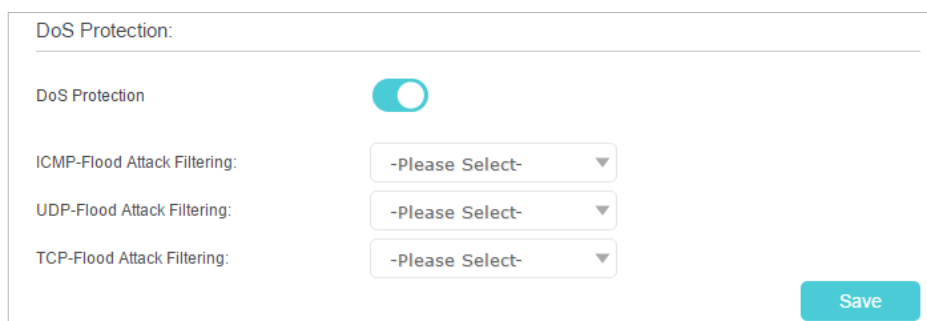 DoS Protection:
DoS Protection
ICMP-Flood Attack Filtering: -Please Select-
UDP-Flood Attack Filtering: -Please Select-
TCP-Flood Attack Filtering: -Please Select-
Save